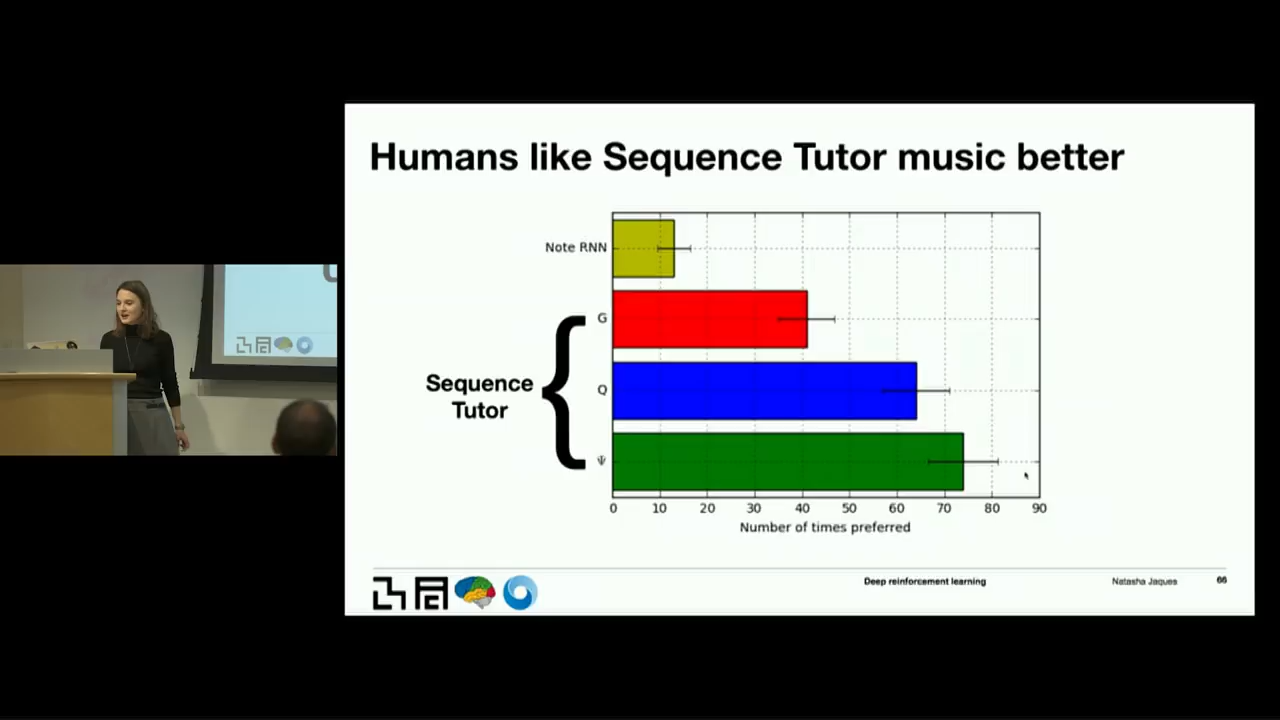 Humans like Sequence Tutor music better
Note RNN
G
Q
Ψ
Sequence
Tutor
0 10 20 30 40 50 60 70 80 90
Number of times preferred
Deep reinforcement learning
Natasha Jaques
66